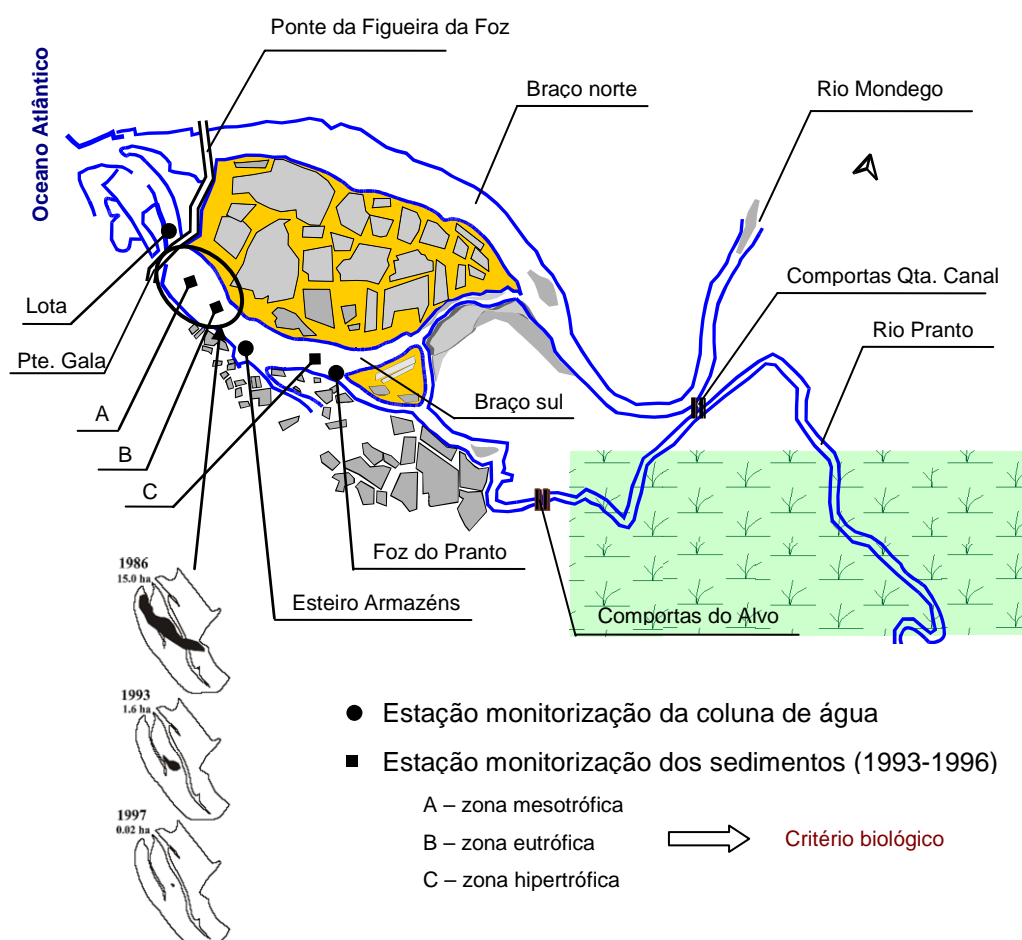 Ponte da Figueira da Foz
Oceano Atlântico
Braço norte
Rio Mondego
Comportas Qta. Canal
Lota
Rio Pranto
Pte. Gala
A
Braço sul
B
C
Foz do Pranto
1986
15.0 ha
Esteiro Armazéns
Comportas do Alvo
1993
1.6 ha
Estação monitorização da coluna de água
Estação monitorização dos sedimentos (1993-1996)
1997
0.02 ha
A – zona mesotrófica
B – zona eutrófica
Critério biológico
C – zona hipertrófica